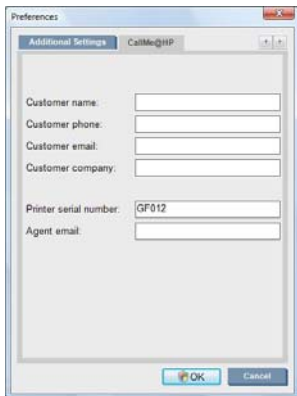 Preferences
Additional Settings CallMe@HP
Customer name:
Customer phone:
Customer email:
Customer company:
Printer serial number: GF012
Agent email:
OK Cancel